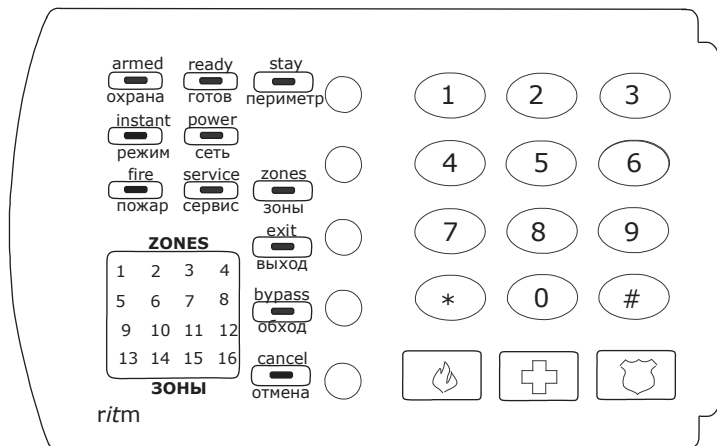 armed ready stay
охрана готов периметр
instant power
режим сеть
fire service zones
пожар сервис зоны
exit
выход
bypass
обход
cancel
отмена
ZONES
1 2 3 4
5 6 7 8
9 10 11 12
13 14 15 16
ЗОНЫ
ritm
1 2 3
4 5 6
7 8 9
* 0 #